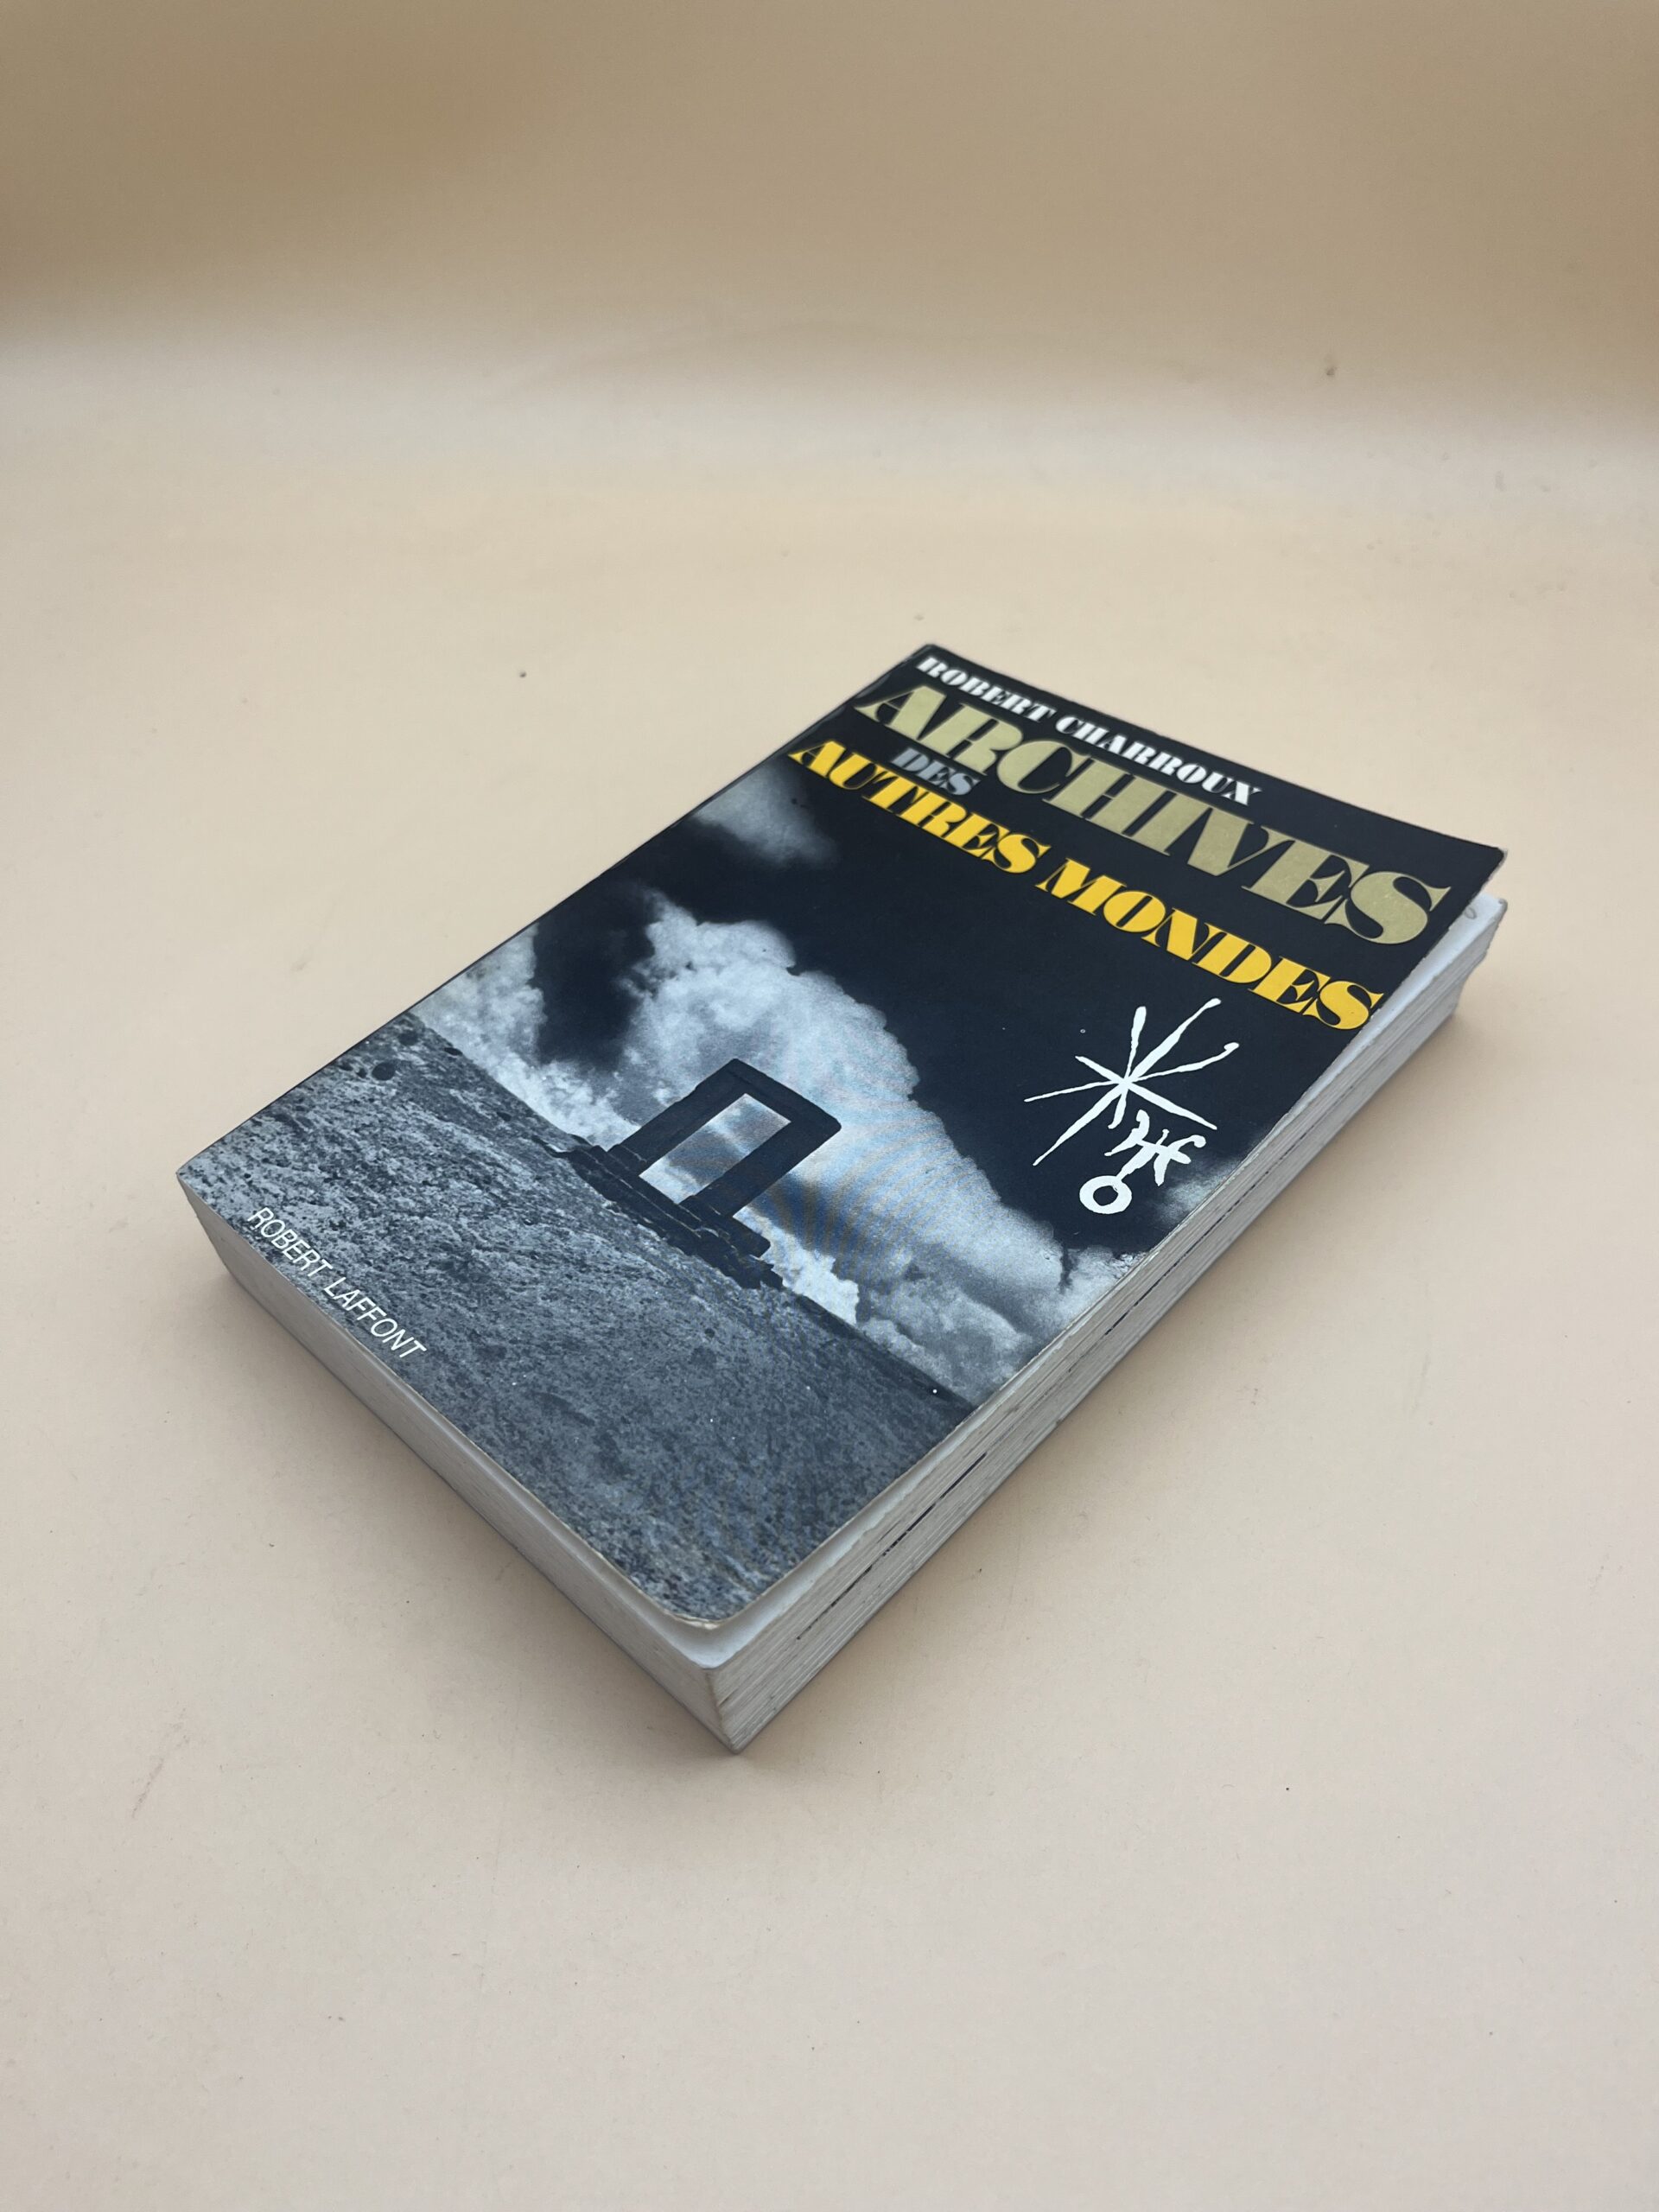 ROBERT CHARROUX
ARCHIVES
DES
AUTRES MONDES
ROBERT LAFFONT